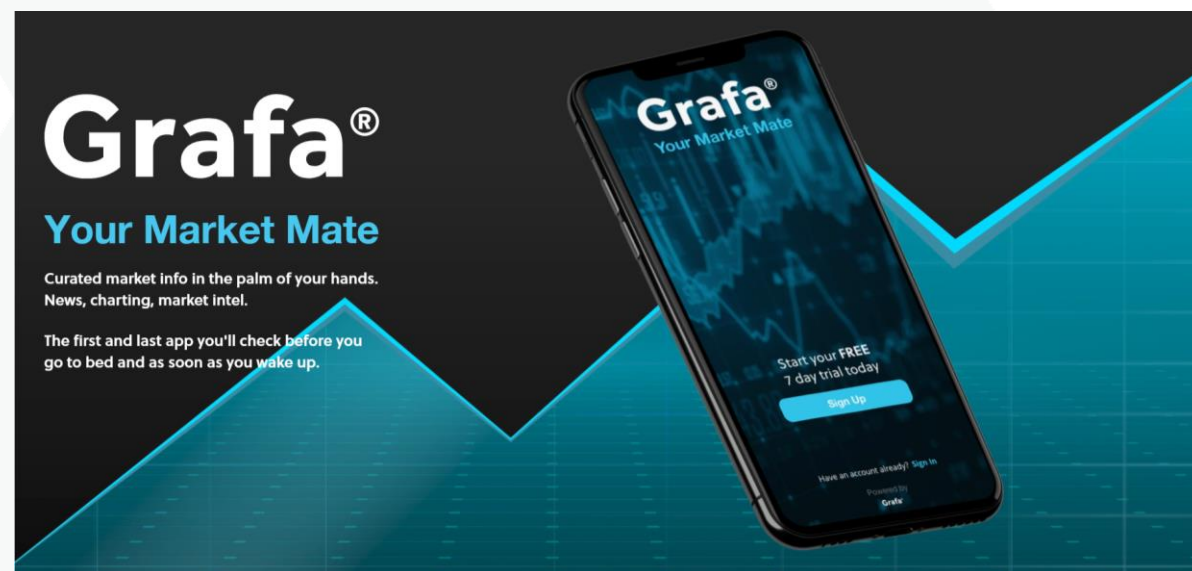 Grafa®
Your Market Mate
Curated market info in the palm of your hands.
News, charting, market intel.
The first and last app you'll check before you
go to bed and as soon as you wake up.
Grafa®
Your Market Mate
Start your FREE
7 day trial today
Sign Up
Have an account already? Sign In
Powered by
Grafa